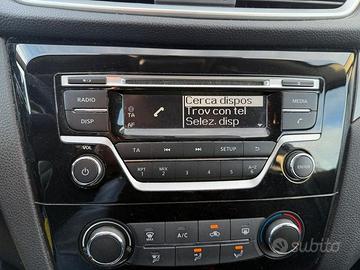 Cerca dispos
RADIO
TA
Trov con tel
MEDIA
DISP
AF
Selez. disp
VOL
TA
SETUP
A-Z
RPT
MIX
1
2
3
4
5
6
MAX
A/C
subito